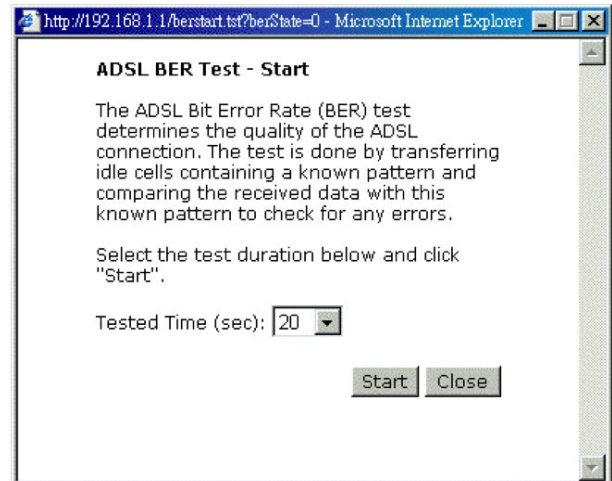 http://192.168.1.1/berstart.tst?berState=0 - Microsoft Internet Explorer
ADSL BER Test - Start
The ADSL Bit Error Rate (BER) test
determines the quality of the ADSL
connection. The test is done by transferring
idle cells containing a known pattern and
comparing the received data with this
known pattern to check for any errors.
Select the test duration below and click
"Start".
Tested Time (sec): 20
Start Close